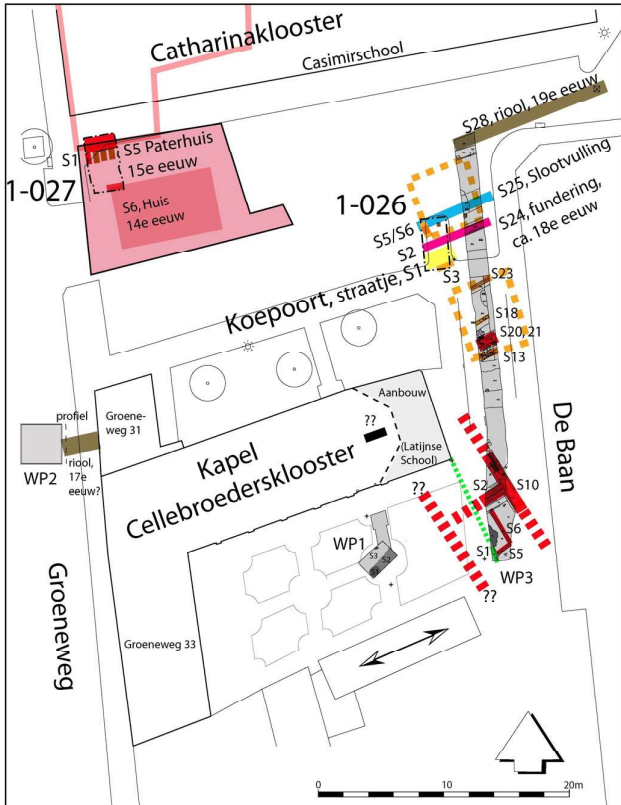 Catharinaklooster
Casimirschool
S28, riool, 19e eeuw
S1
S5 Paterhuis
15e eeuw
1-027
S6, Huis
14e eeuw
1-026
S25, Slootvulling
S24, fundering,
ca. 18e eeuw
S5/S6
S2
Koepoort, straatje, S1
S3
S23
S18
S20, 21
S13
De Baan
profiel
Groene-
weg 31
WP2
riool,
17e
eeuw?
Aanbouw
??
(Latijnse
School)
Kapel
Cellebroedersklooster
??
S2
S10
S6
S1
S5
WP3
??
WP1
S3
S2
S1
Groeneweg
Groeneweg 33
0
10
20m